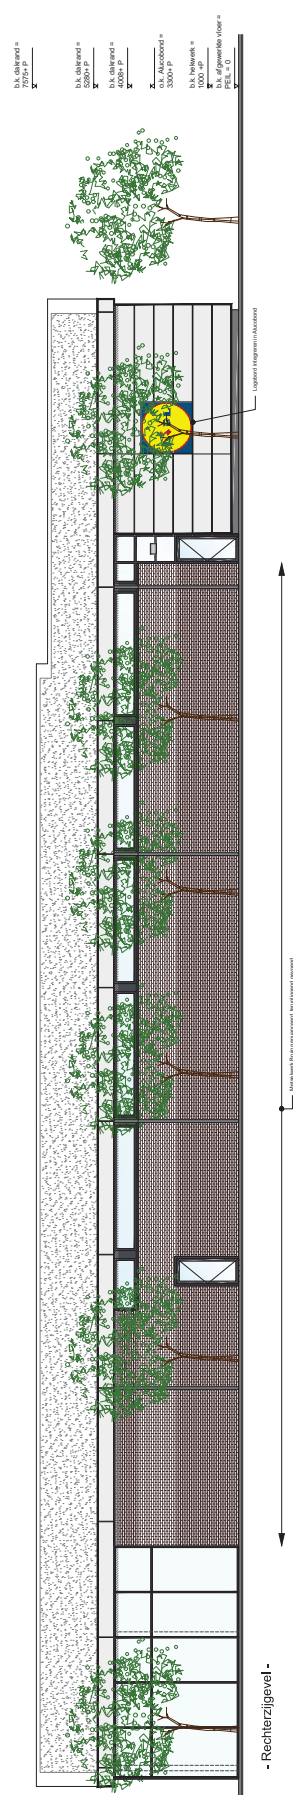 b.k. dakrand =
7575+ P
b.k. dakrand =
5280+ P
b.k. dakrand =
4008+ P
o.k. Alucobond =
3300+ P
b.k. hekwerk =
1000 +P
b.k. afgewerkte vloer =
PEIL = 0
Logobord integreren in Alucobond
- Rechterzijgevel -